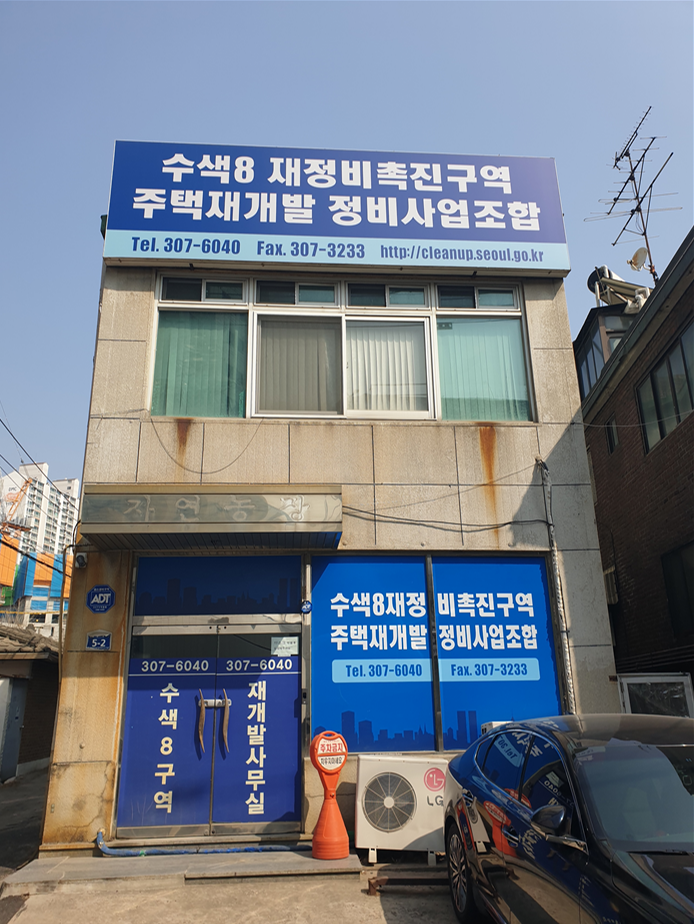 수색8 재정비촉진구역
주택재개발 정비사업조합
Tel. 307-6040 Fax. 307-3233 http://cleanup.seoul.go.kr
자연농장
ADT
5-2
307-6040 307-6040
수색8구역
재개발사무실
수색8재정비촉진구역
주택재개발 정비사업조합
Tel. 307-6040 Fax. 307-3233
주차금지
LG